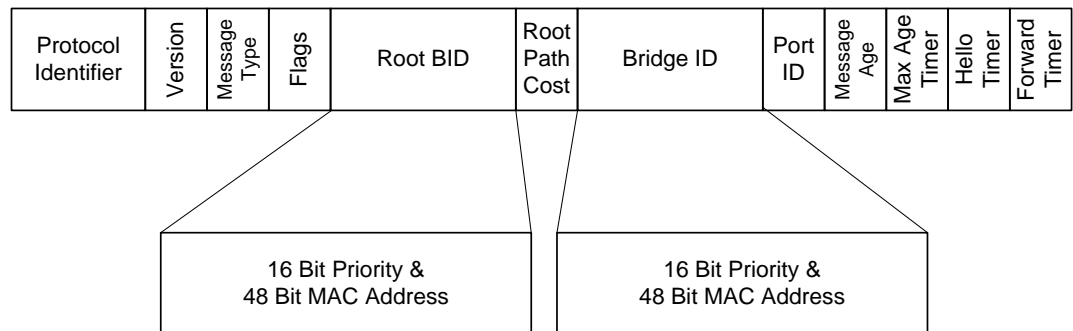 Protocol
Identifier
Version
Message
Type
Flags
Root BID
Root
Path
Cost
Bridge ID
Port
ID
Message
Age
Max Age
Timer
Hello
Timer
Forward
Timer
16 Bit Priority &
48 Bit MAC Address
16 Bit Priority &
48 Bit MAC Address